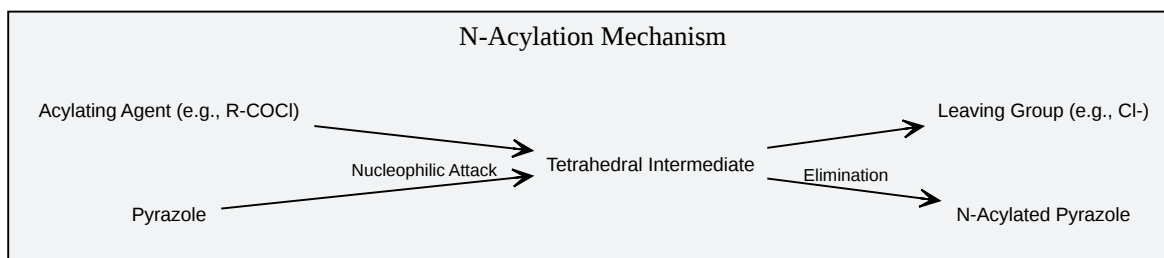 N-Acylation Mechanism
Acylating Agent (e.g., R-COCl)
Leaving Group (e.g., Cl-)
Nucleophilic Attack
Tetrahedral Intermediate
Elimination
Pyrazole
N-Acylated Pyrazole